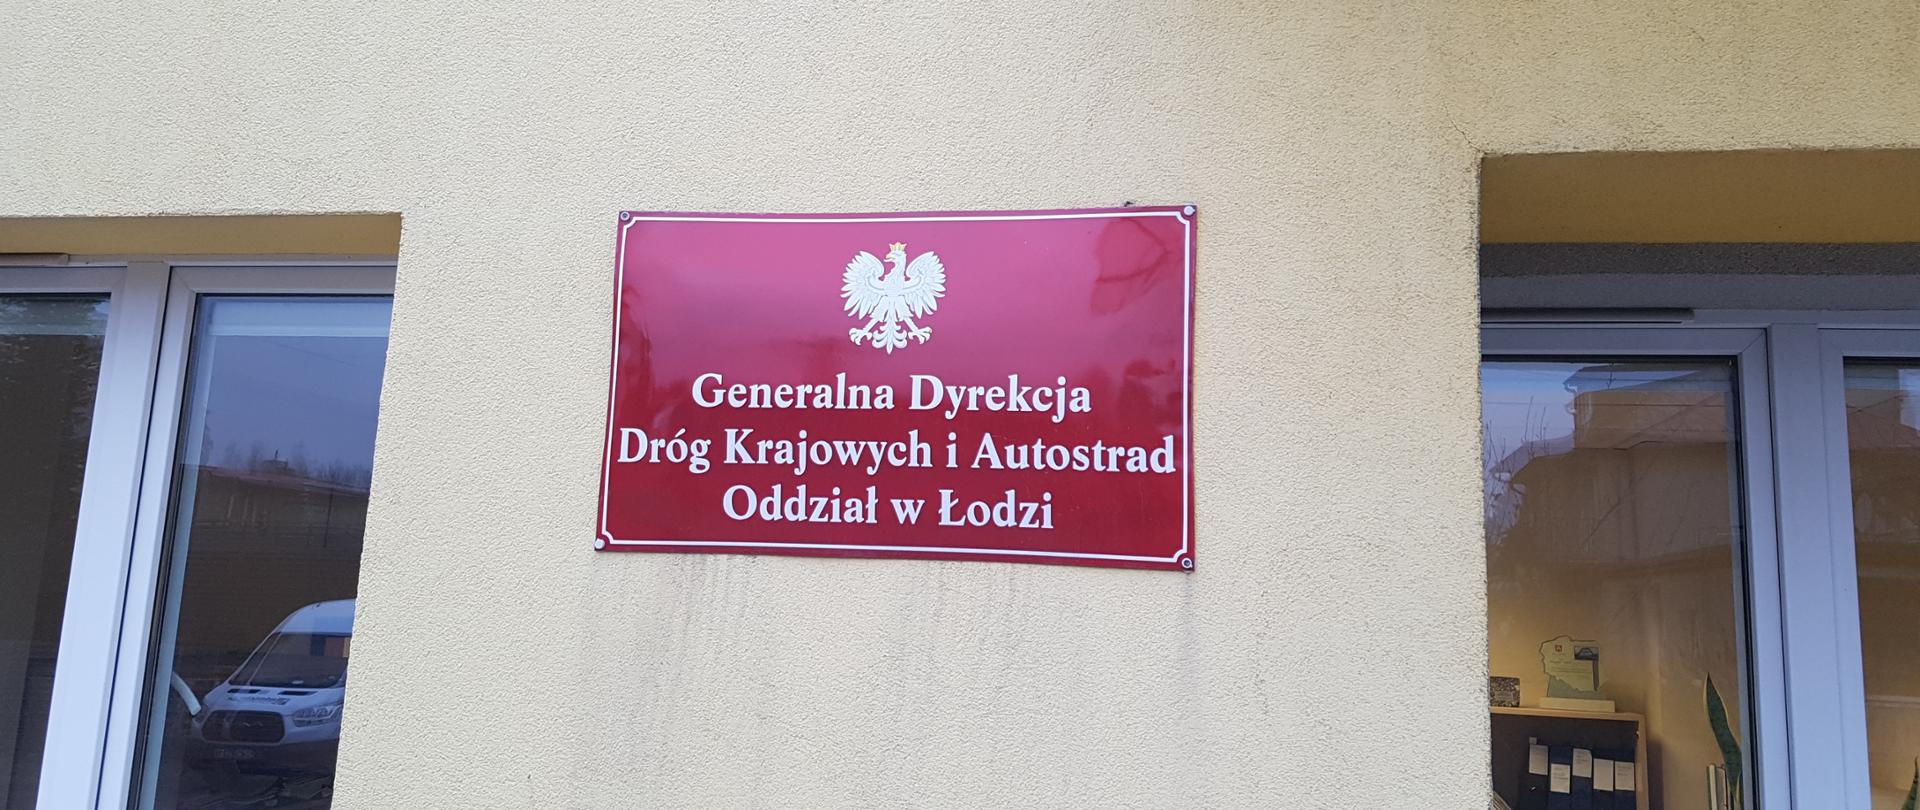 Generalna Dyrekcja
Dróg Krajowych i Autostrad
Oddział w Łodzi